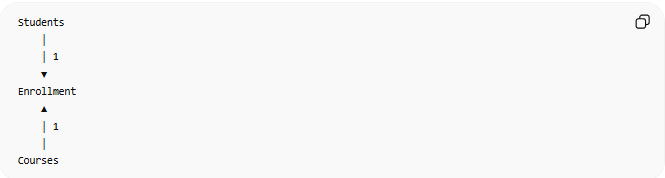 Students
│
│ 1
▼
Enrollment
▲
│ 1
│
Courses